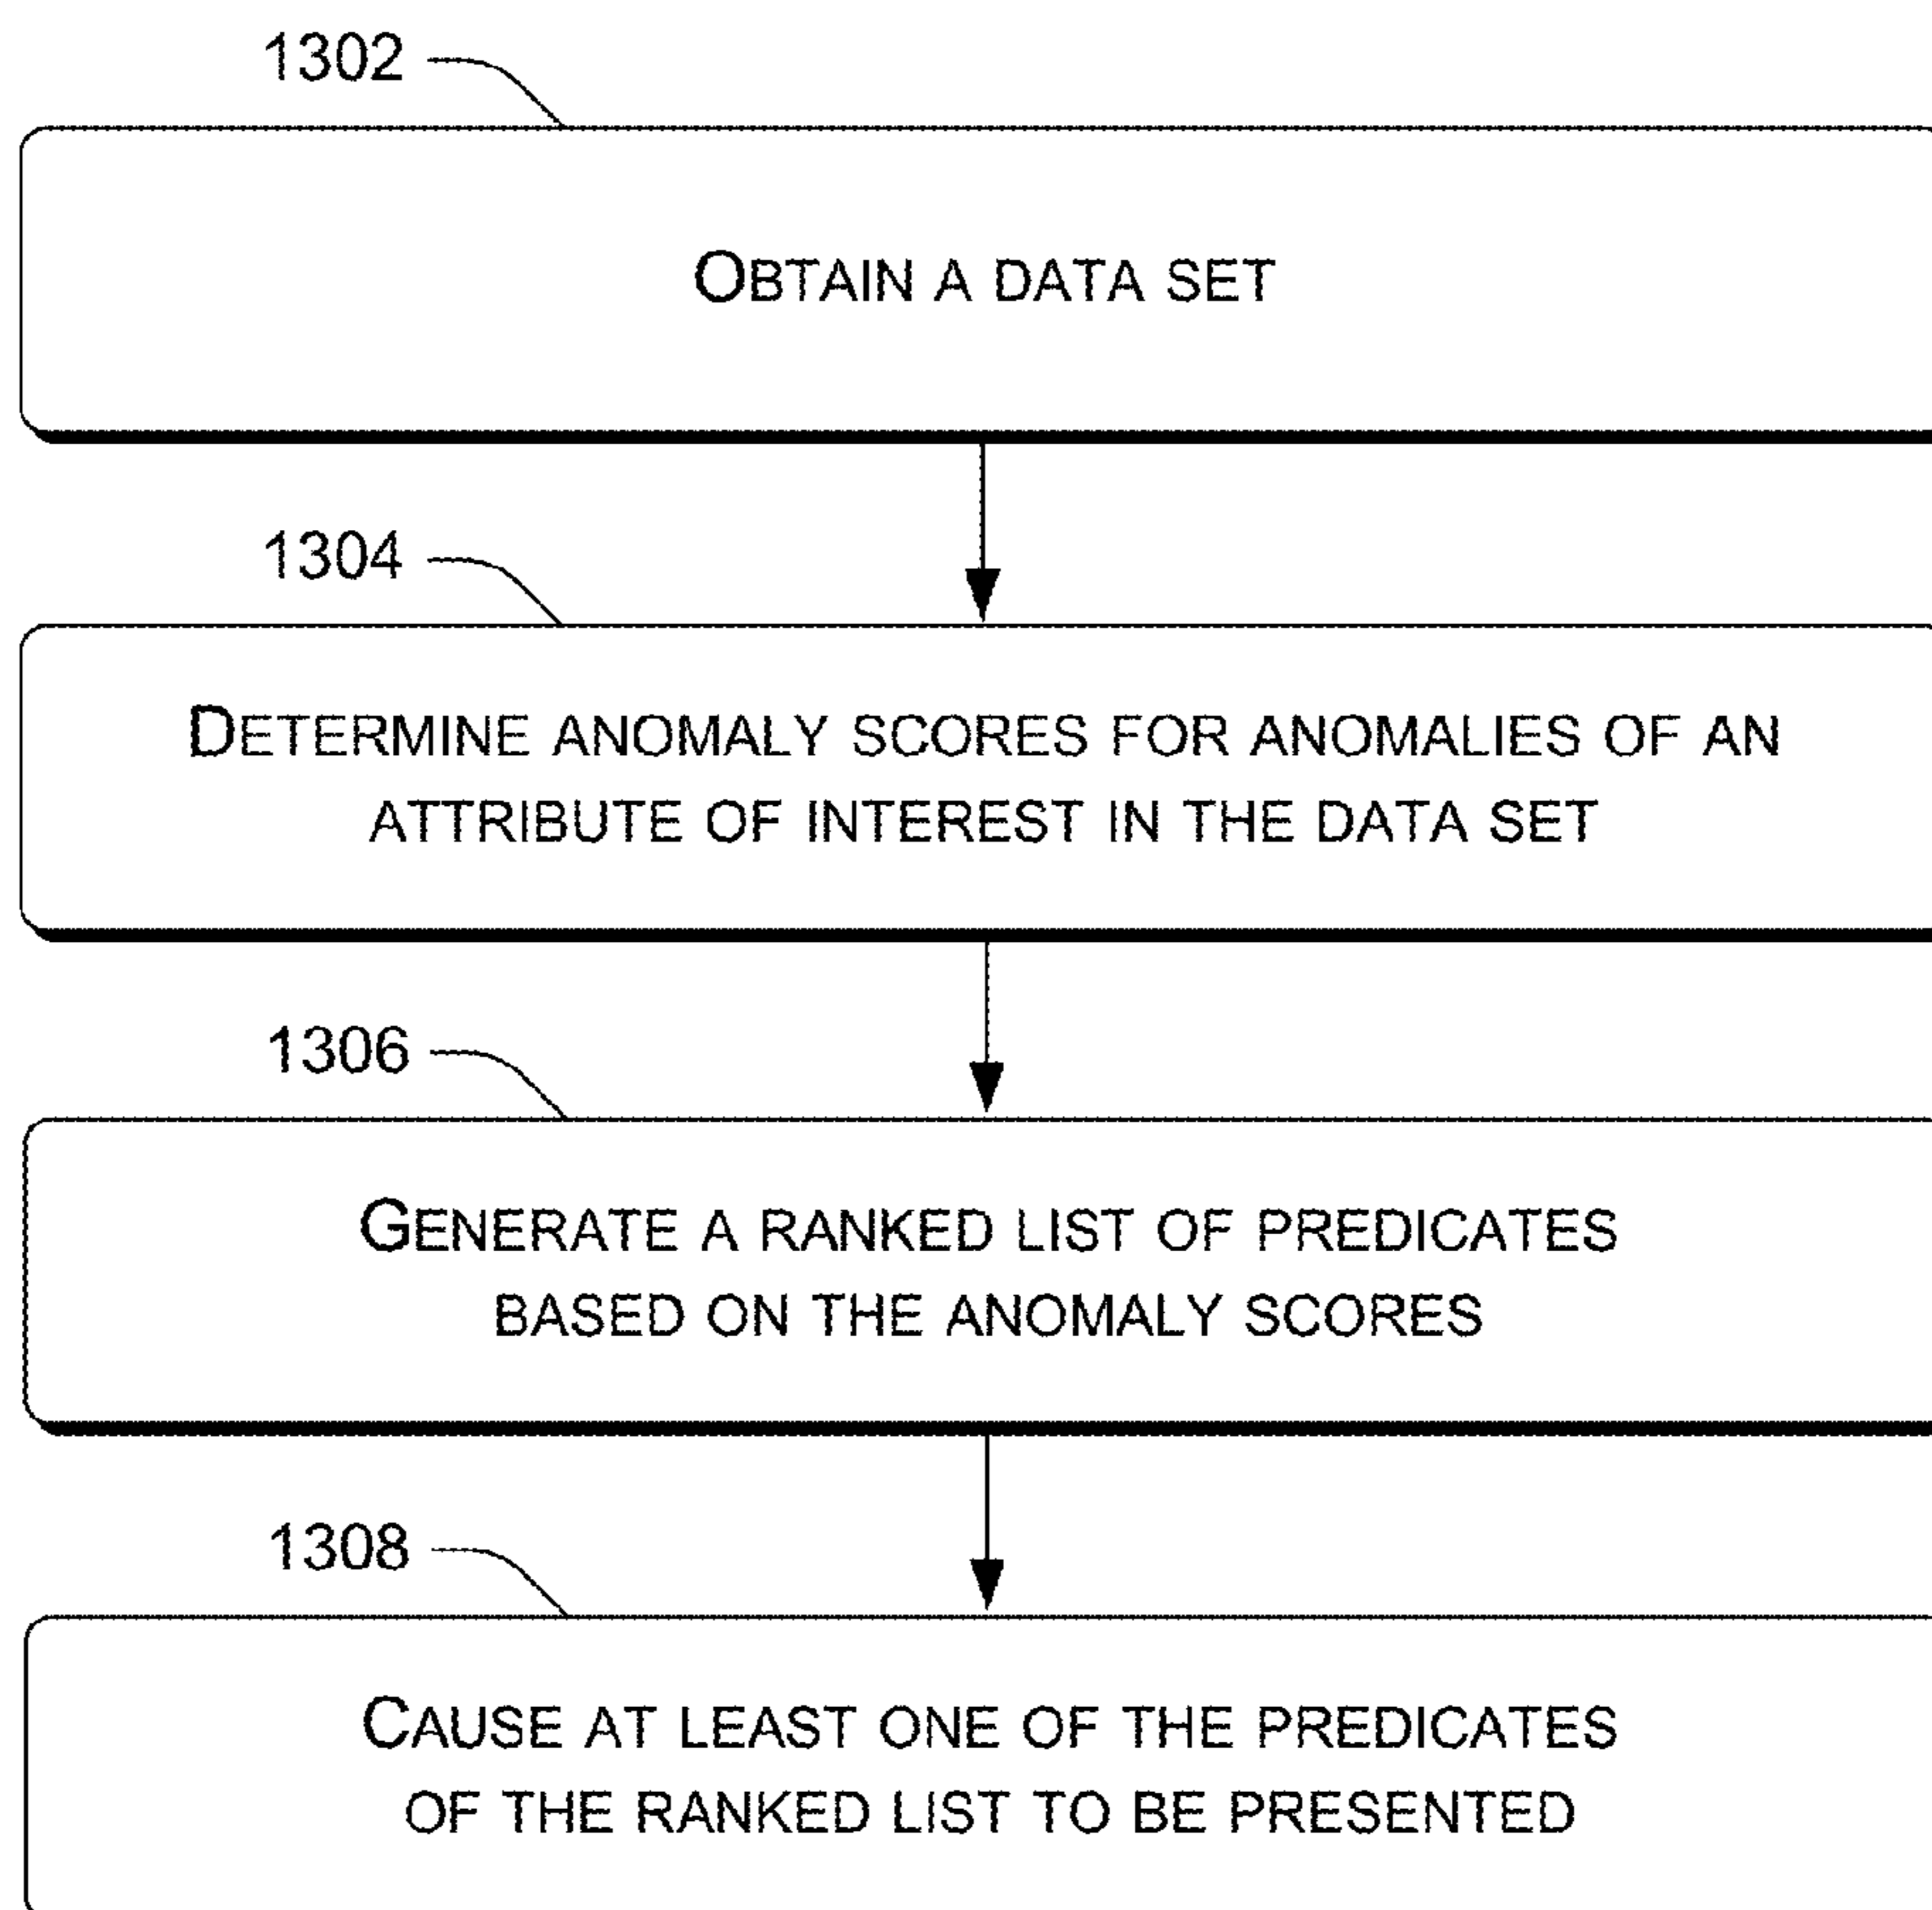 1302
OBTAIN A DATA SET
1304
DETERMINE ANOMALY SCORES FOR ANOMALIES OF AN
ATTRIBUTE OF INTEREST IN THE DATA SET
1306
GENERATE A RANKED LIST OF PREDICATES
BASED ON THE ANOMALY SCORES
1308
CAUSE AT LEAST ONE OF THE PREDICATES
OF THE RANKED LIST TO BE PRESENTED